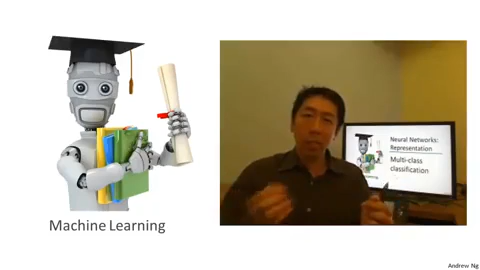 Neural Networks:
Representation
Multi-class
classification
Machine Learning
Andrew Ng